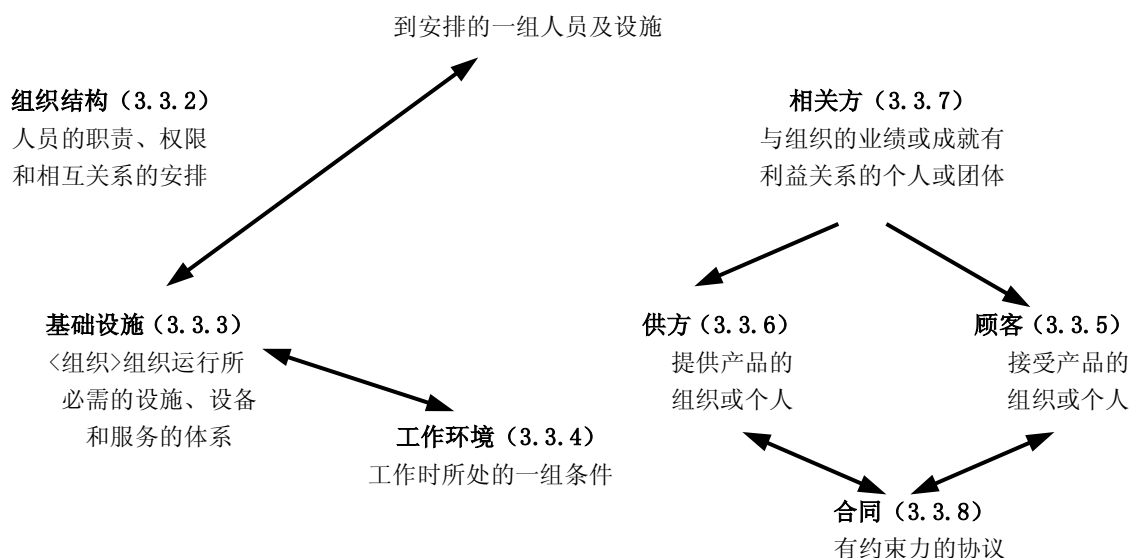 到安排的一组人员及设施
组织结构（3.3.2）
人员的职责、权限
和相互关系的安排
相关方（3.3.7）
与组织的业绩或成就有
利益关系的个人或团体
基础设施（3.3.3）
<组织>组织运行所
必需的设施、设备
和服务的体系
供方（3.3.6）
提供产品的
组织或个人
顾客（3.3.5）
接受产品的
组织或个人
工作环境（3.3.4）
工作时所处的一组条件
合同（3.3.8）
有约束力的协议